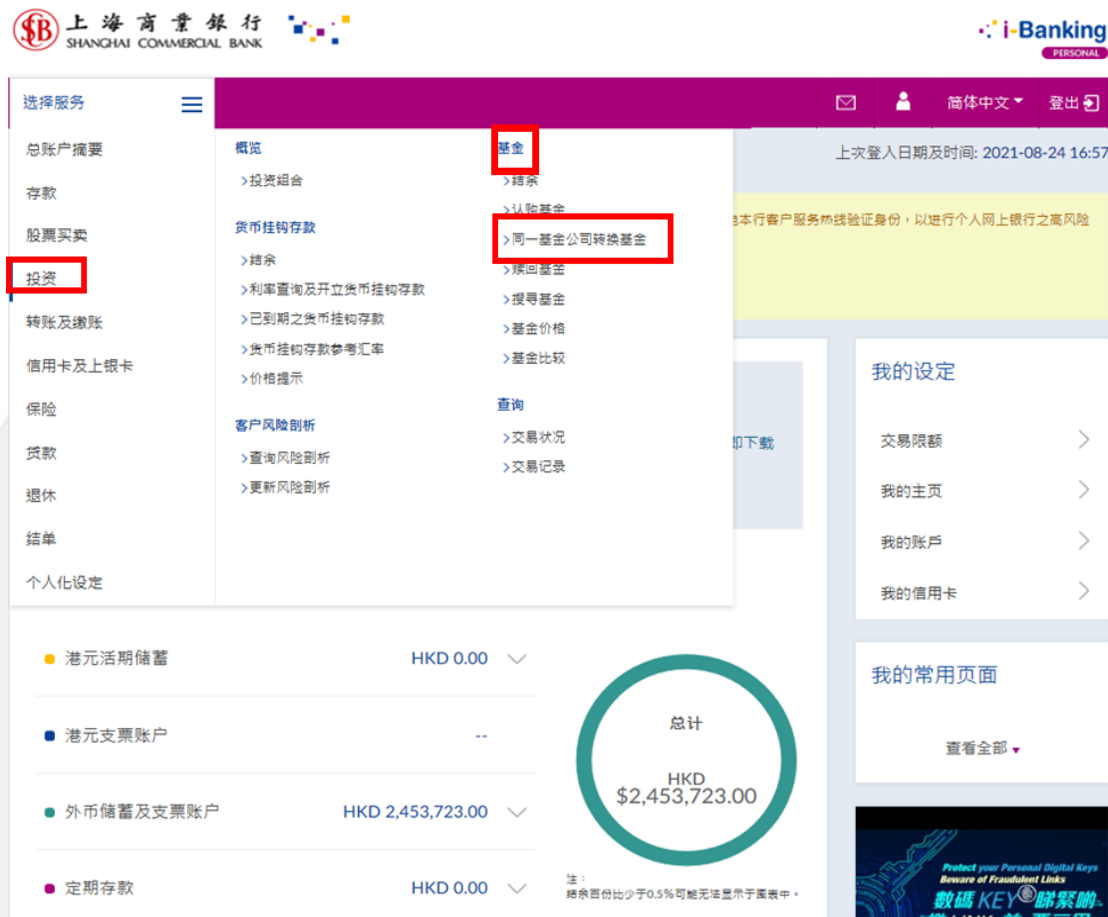 上海商業銀行
SHANGHAI COMMERCIAL BANK
i-Banking
PERSONAL
选择服务
简体中文
登出
总账户摘要
存款
股票买卖
投资
转账及缴账
信用卡及上银卡
保险
贷款
退休
结单
个人化设定
概览
>投资组合
货币挂钩存款
>结余
>利率查询及开立货币挂钩存款
>已到期之货币挂钩存款
>货币挂钩存款参考汇率
>价格提示
客户风险剖析
>查询风险剖析
>更新风险剖析
基金
>结余
>认购基金
>同一基金公司转换基金
>赎回基金
>搜寻基金
>基金价格
>基金比较
查询
>交易状况
>交易记录
上次登入日期及时间: 2021-08-24 16:57
本行客户服务热线验证身份，以进行个人网上银行之高风险
即下载
我的设定
交易限额
我的主页
我的账戶
我的信用卡
我的常用页面
查看全部
港元活期储蓄 HKD 0.00
港元支票账户 --
外币储蓄及支票账户 HKD 2,453,723.00
定期存款 HKD 0.00
总计
HKD
$2,453,723.00
注：
结余百份比少于0.5%可能无法显示于图表中。
Protect your Personal Digital Keys
Beware of Fraudulent Links
數碼 KEY 睇緊啲